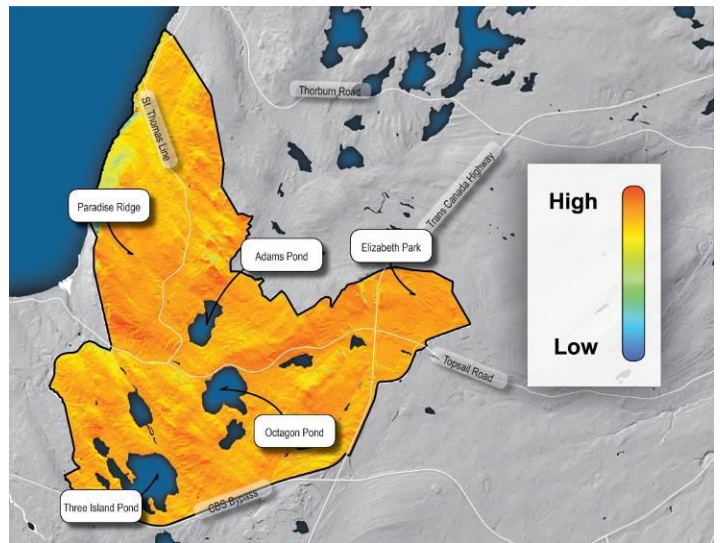 Thorburn Road
St. Thomas Line
Trans Canada Highway
High
Paradise Ridge
Elizabeth Park
Adams Pond
Low
Topsail Road
Octagon Pond
CBS Bypass
Three Island Pond